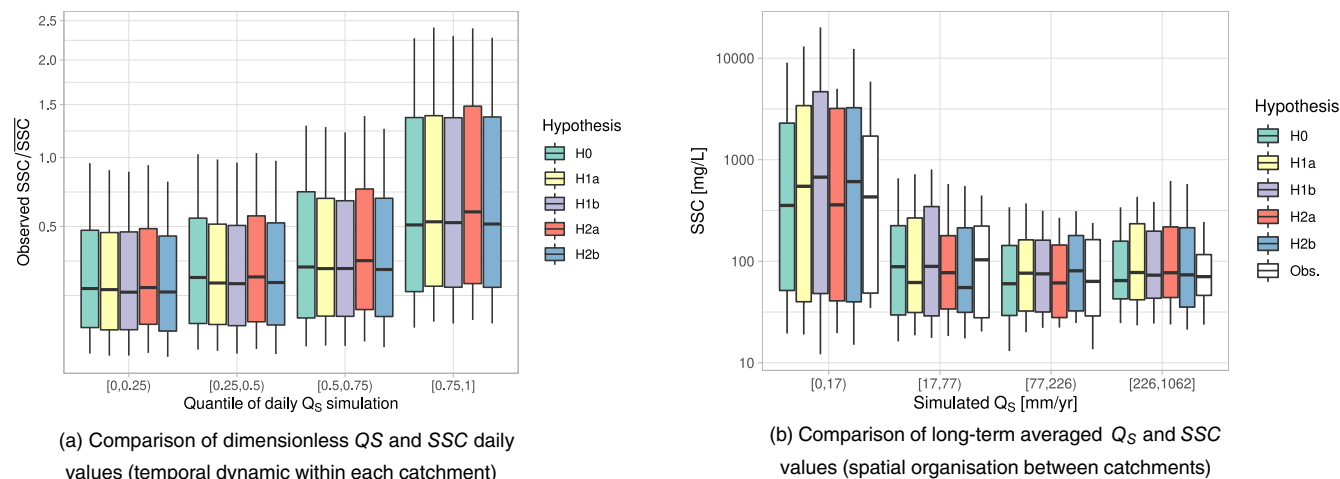 2.5
2.0
1.5
1.0
0.5
Observed SSC/SSC
[0,0.25)
[0.25,0.5)
[0.5,0.75)
[0.75,1]
Quantile of daily QS simulation
Hypothesis
H0
H1a
H1b
H2a
H2b
(a) Comparison of dimensionless QS and SSC daily
values (temporal dynamic within each catchment)
10000
1000
100
10
SSC [mg/L]
[0,17)
[17,77)
[77,226)
[226,1062]
Simulated QS [mm/yr]
Hypothesis
H0
H1a
H1b
H2a
H2b
Obs.
(b) Comparison of long-term averaged QS and SSC
values (spatial organisation between catchments)